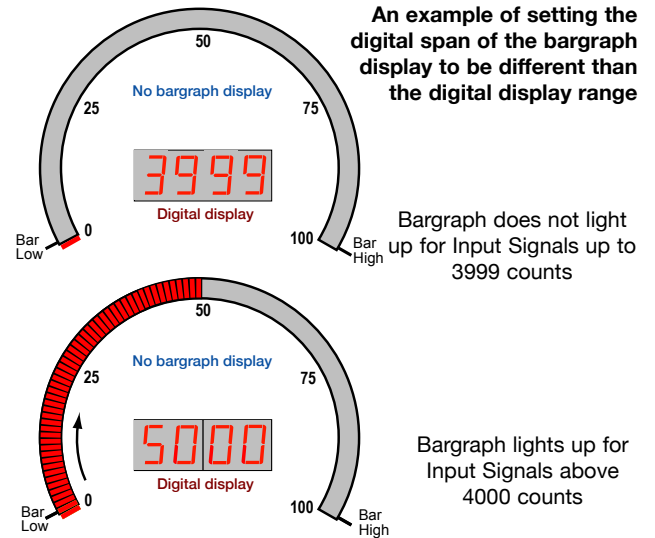 An example of setting the
digital span of the bargraph
display to be different than
the digital display range
50
No bargraph display
25
75
3999
Digital display
0
100
Bar
Low
Bar
High
Bargraph does not light
up for Input Signals up to
3999 counts
50
No bargraph display
25
75
5000
Digital display
0
100
Bar
Low
Bar
High
Bargraph lights up for
Input Signals above
4000 counts